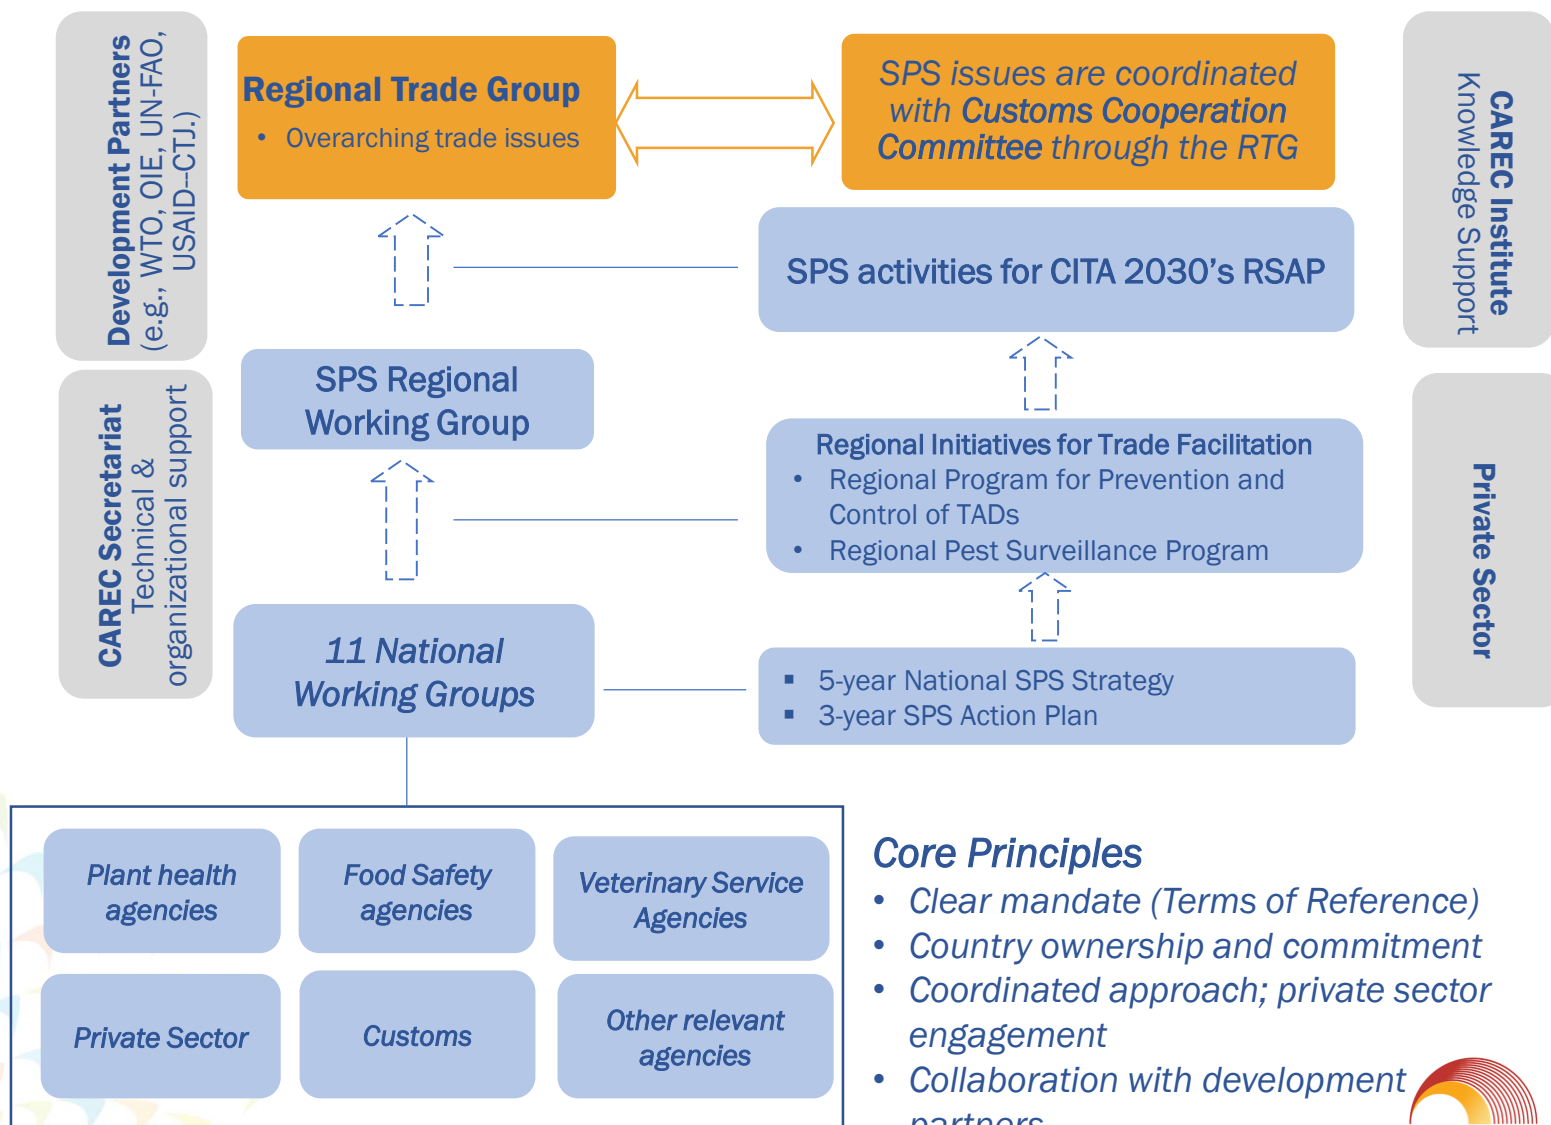 Development Partners
(e.g., WTO, OIE, UN-FAO,
USAID–CTJ.)
Regional Trade Group
• Overarching trade issues
SPS issues are coordinated
with Customs Cooperation
Committee through the RTG
CAREC Institute
Knowledge Support
SPS activities for CITA 2030's RSAP
SPS Regional
Working Group
CAREC Secretariat
Technical &
organizational support
Regional Initiatives for Trade Facilitation
• Regional Program for Prevention and
Control of TADs
• Regional Pest Surveillance Program
Private Sector
11 National
Working Groups
▪ 5-year National SPS Strategy
▪ 3-year SPS Action Plan
Plant health
agencies
Food Safety
agencies
Veterinary Service
Agencies
Private Sector
Customs
Other relevant
agencies
Core Principles
• Clear mandate (Terms of Reference)
• Country ownership and commitment
• Coordinated approach; private sector
engagement
• Collaboration with development
partners